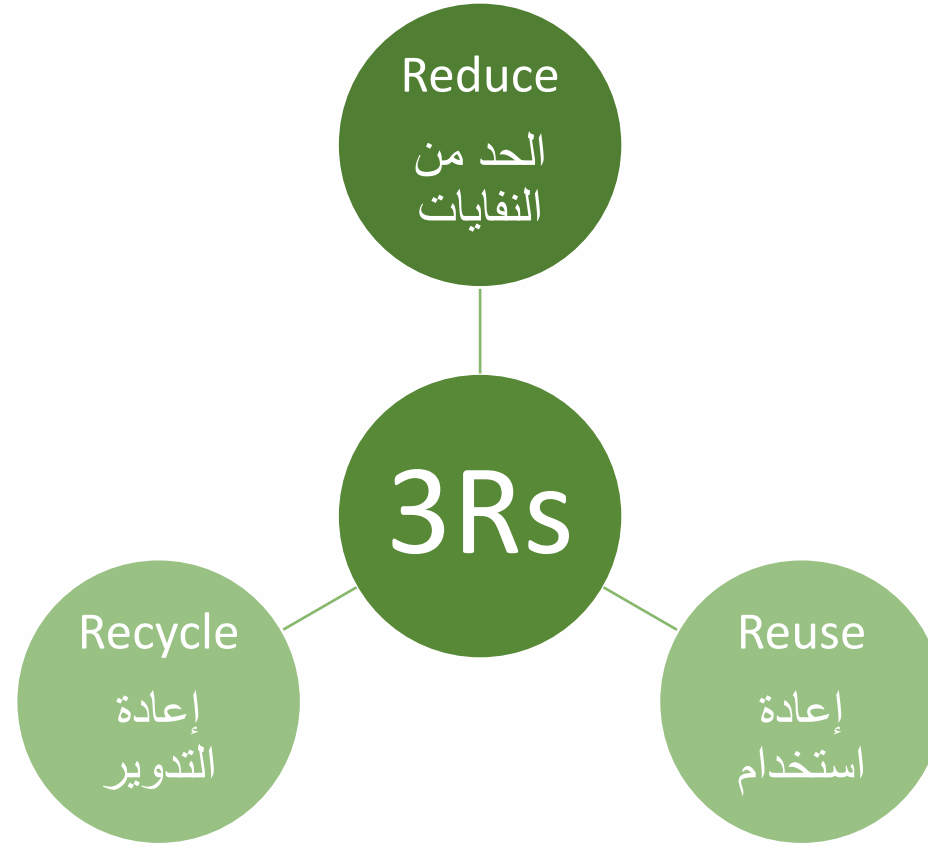 Reduce
الحد من
النفايات
3Rs
Recycle
إعادة
التدوير
Reuse
إعادة
استخدام